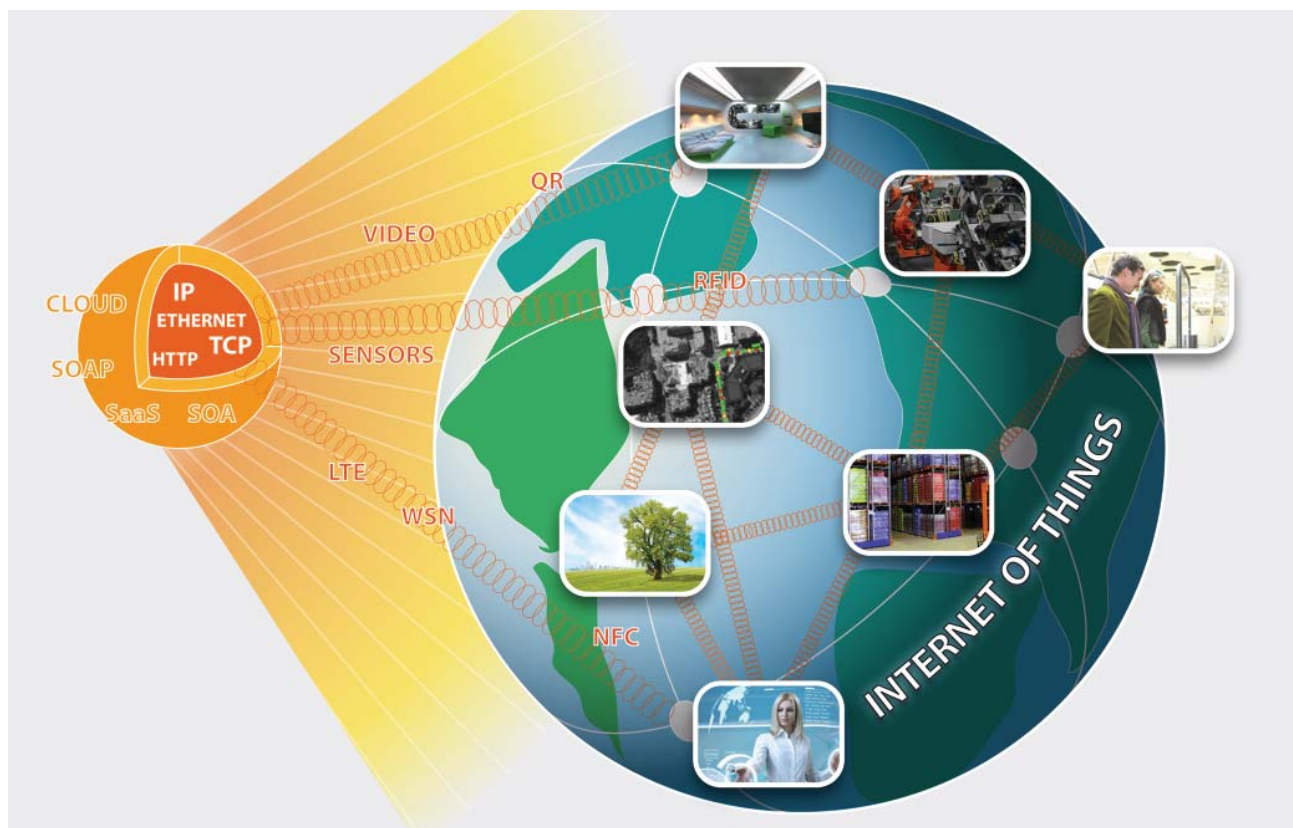 QR
VIDEO
RFID
CLOUD
IP
ETHERNET
HTTP TCP
SENSORS
SOAP
SaaS SOA
LTE
WSN
NFC
INTERNET OF THINGS